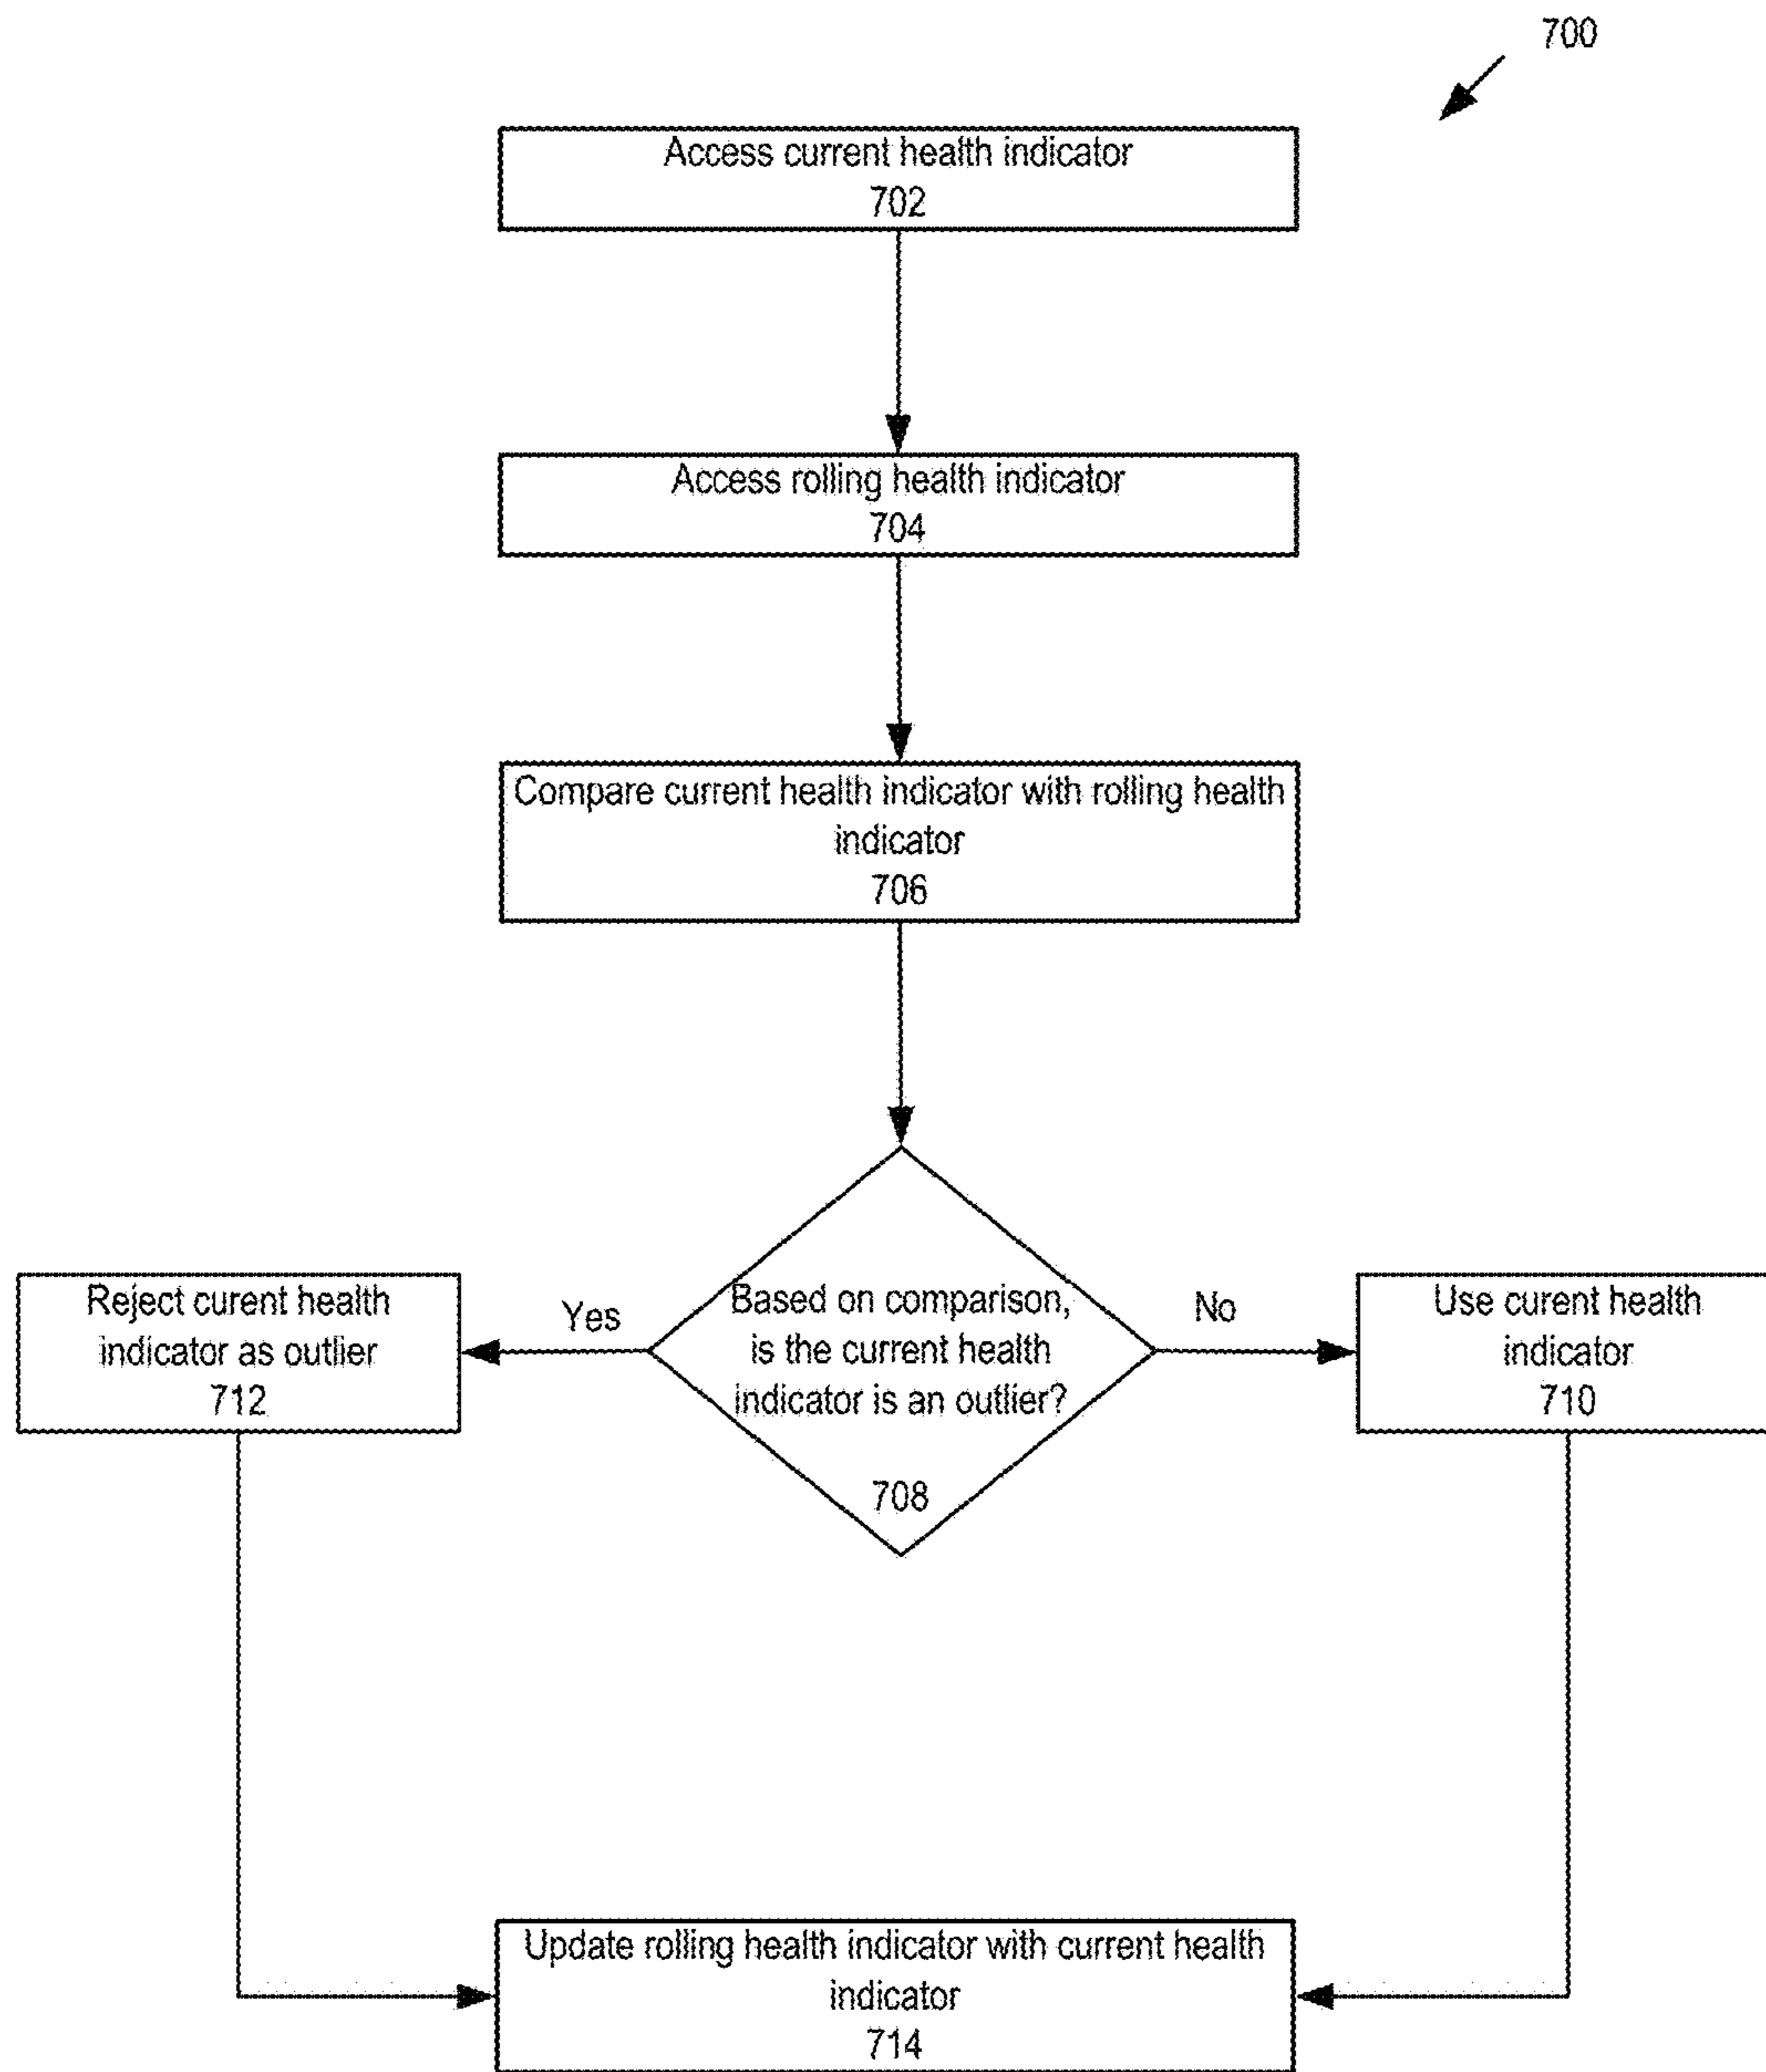 700
Access current health indicator
702
Access rolling health indicator
704
Compare current health indicator with rolling health
indicator
706
Based on comparison,
is the current health
indicator is an outlier?
708
Yes
No
Reject curent health
indicator as outlier
712
Use curent health
indicator
710
Update rolling health indicator with current health
indicator
714